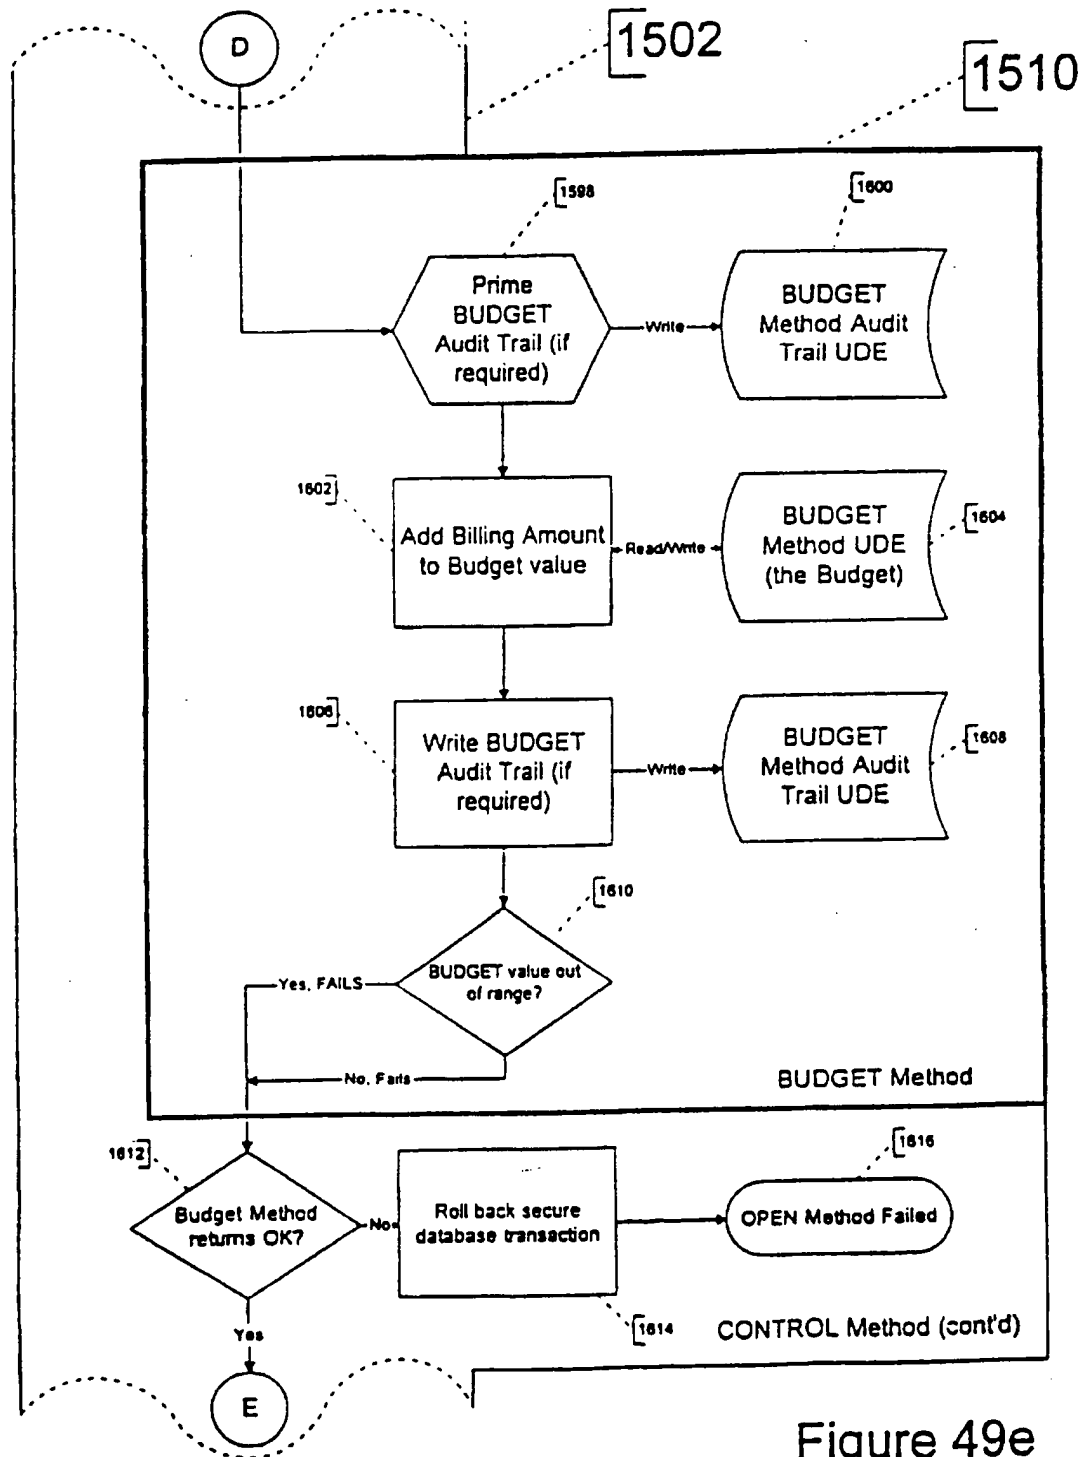 D
1502
1510
1598
1600
Prime
BUDGET
Audit Trail (if
required)
Write
BUDGET
Method Audit
Trail UDE
1602
Add Billing Amount
to Budget value
Read/Write
BUDGET
Method UDE
(the Budget)
1604
1606
Write BUDGET
Audit Trail (if
required)
Write
BUDGET
Method Audit
Trail UDE
1608
1610
BUDGET value out
of range?
Yes, FAILS
No, Fails
BUDGET Method
1612
Budget Method
returns OK?
No
Roll back secure
database transaction
1616
OPEN Method Failed
1614
CONTROL Method (cont'd)
Yes
E
Figure 49e